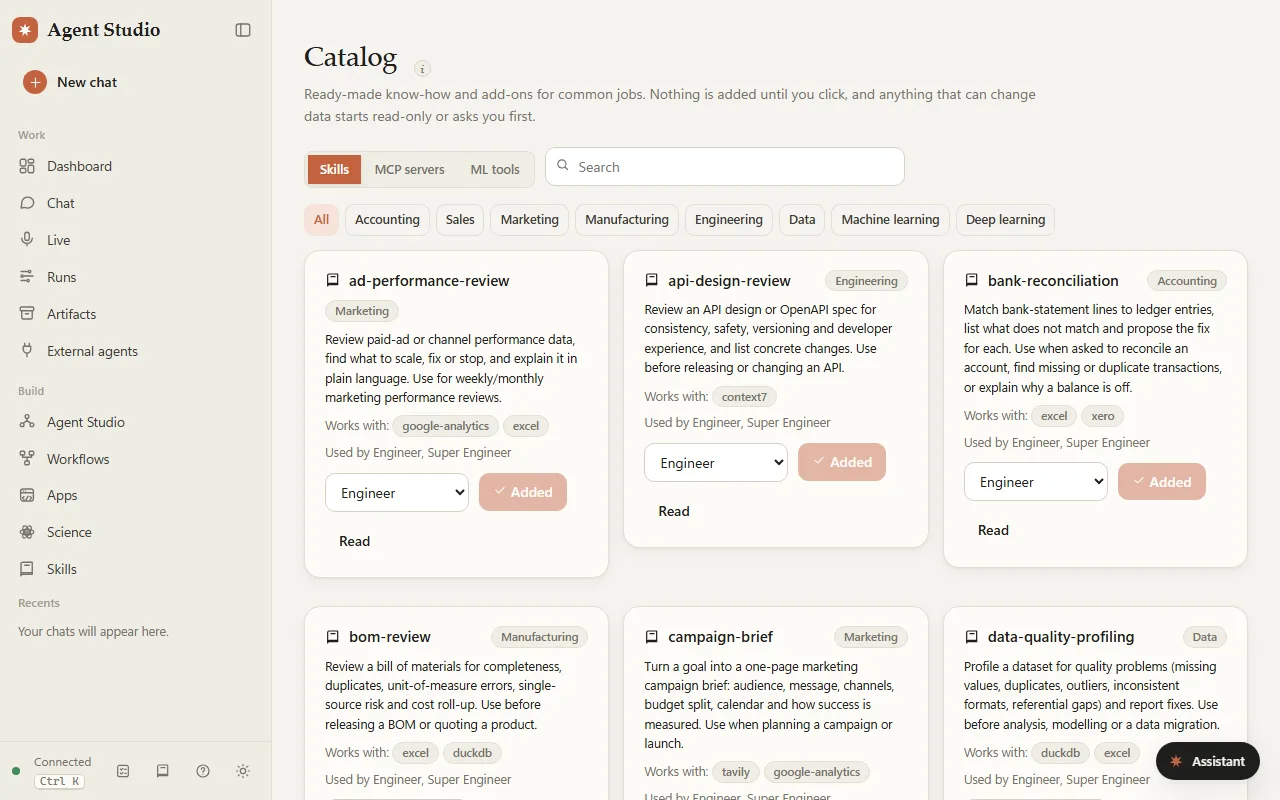 Agent Studio
New chat
Work
Dashboard
Chat
Live
Runs
Artifacts
External agents
Build
Agent Studio
Workflows
Apps
Science
Skills
Recents
Your chats will appear here.
Connected
Ctrl K
Catalog
i
Ready-made know-how and add-ons for common jobs. Nothing is added until you click, and anything that can change
data starts read-only or asks you first.
Skills
MCP servers
ML tools
Search
All
Accounting
Sales
Marketing
Manufacturing
Engineering
Data
Machine learning
Deep learning
ad-performance-review
Marketing
Review paid-ad or channel performance data,
find what to scale, fix or stop, and explain it in
plain language. Use for weekly/monthly
marketing performance reviews.
Works with: google-analytics excel
Used by Engineer, Super Engineer
Engineer
Added
Read
api-design-review
Engineering
Review an API design or OpenAPI spec for
consistency, safety, versioning and developer
experience, and list concrete changes. Use
before releasing or changing an API.
Works with: context7
Used by Engineer, Super Engineer
Engineer
Added
Read
bank-reconciliation
Accounting
Match bank-statement lines to ledger entries,
list what does not match and propose the fix
for each. Use when asked to reconcile an
account, find missing or duplicate transactions,
or explain why a balance is off.
Works with: excel xero
Used by Engineer, Super Engineer
Engineer
Added
Read
bom-review
Manufacturing
Review a bill of materials for completeness,
duplicates, unit-of-measure errors, single-
source risk and cost roll-up. Use before
releasing a BOM or quoting a product.
Works with: excel duckdb
Used by Engineer, Super Engineer
campaign-brief
Marketing
Turn a goal into a one-page marketing
campaign brief: audience, message, channels,
budget split, calendar and how success is
measured. Use when planning a campaign or
launch.
Works with: tavily google-analytics
Used by Engineer, Super Engineer
data-quality-profiling
Data
Profile a dataset for quality problems (missing
values, duplicates, outliers, inconsistent
formats, referential gaps) and report fixes. Use
before analysis, modelling or a data migration.
Works with: duckdb excel
Used by Engineer, Super Engineer
Assistant